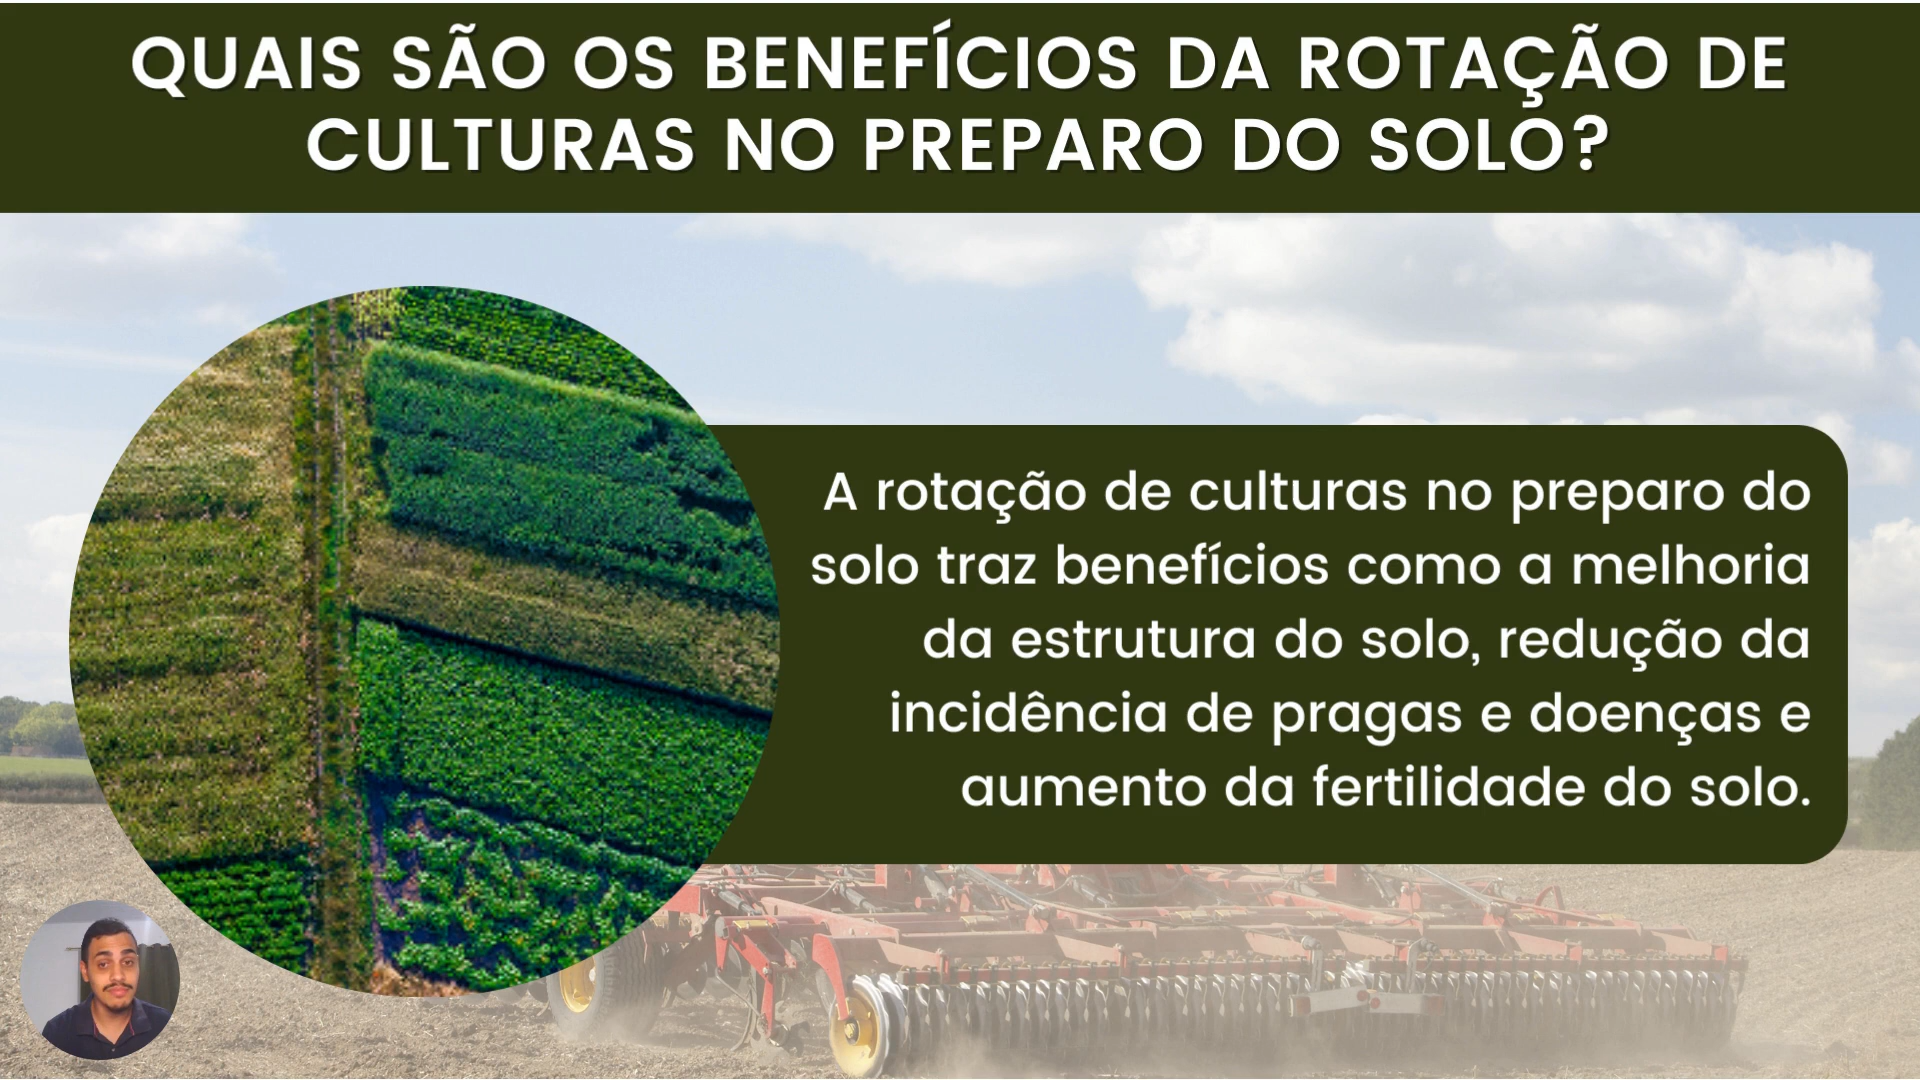 QUAIS SÃO OS BENEFÍCIOS DA ROTAÇÃO DE
CULTURAS NO PREPARO DO SOLO?
A rotação de culturas no preparo do
solo traz benefícios como a melhoria
da estrutura do solo, redução da
incidência de pragas e doenças e
aumento da fertilidade do solo.